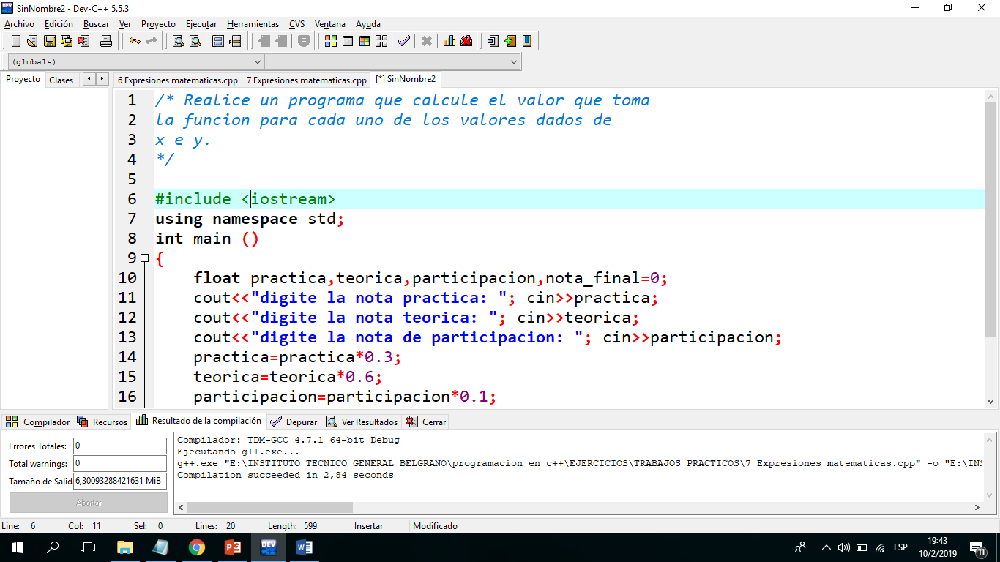 SinNombre2 - Dev-C++ 5.5.3
Archivo Edición Buscar Ver Proyecto Ejecutar Herramientas CVS Ventana Ayuda
(globals)
Proyecto Clases 6 Expresiones matematicas.cpp 7 Expresiones matematicas.cpp [*] SinNombre2
1 /* Realice un programa que calcule el valor que toma
2 la funcion para cada uno de los valores dados de
3 x e y.
4 */
5
6 #include <iostream>
7 using namespace std;
8 int main ()
9 {
10 float practica,teorica,participacion,nota_final=0;
11 cout<<"digite la nota practica: "; cin>>practica;
12 cout<<"digite la nota teorica: "; cin>>teorica;
13 cout<<"digite la nota de participacion: "; cin>>participacion;
14 practica=practica*0.3;
15 teorica=teorica*0.6;
16 participacion=participacion*0.1;
Compilador Recursos Resultado de la compilación Depurar Ver Resultados Cerrar
Errores Totales: 0
Total warnings: 0
Tamaño de Salid 6,30093288421631 MiB
Abortar
Compilador: TDM-GCC 4.7.1 64-bit Debug
Ejecutando g++.exe...
g++.exe "E:\INSTITUTO TECNICO GENERAL BELGRANO\programacion en c++\EJERCICIOS\TRABAJOS PRACTICOS\7 Expresiones matematicas.cpp" -o "E:\INS
Compilation succeeded in 2,84 seconds
Line: 6 Col: 11 Sel: 0 Lines: 20 Length: 599 Insertar Modificado
DEV
ESP
19:43
10/2/2019
11